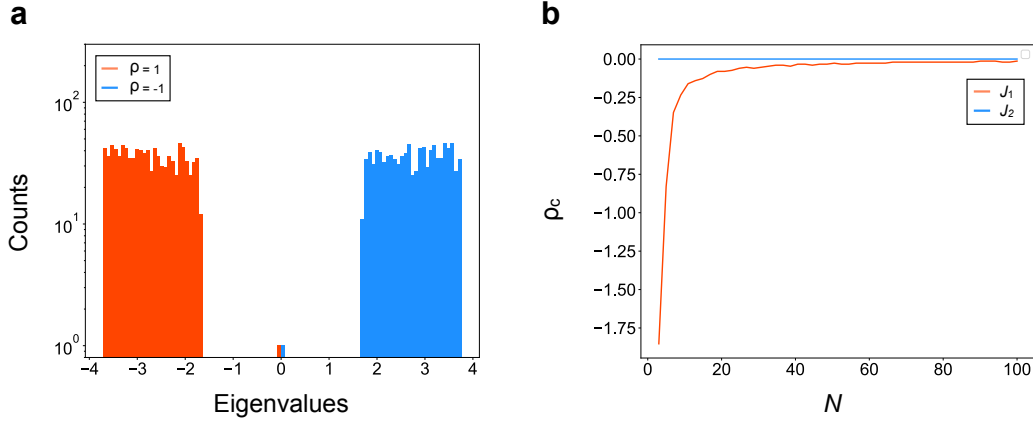 a
b
ρ = 1
ρ = -1
10²
10¹
10⁰
Counts
−4 −3 −2 −1 0 1 2 3 4
Eigenvalues
0.00
−0.25
−0.50
−0.75
−1.00
−1.25
−1.50
−1.75
ρc
J₁
J₂
0 20 40 60 80 100
N